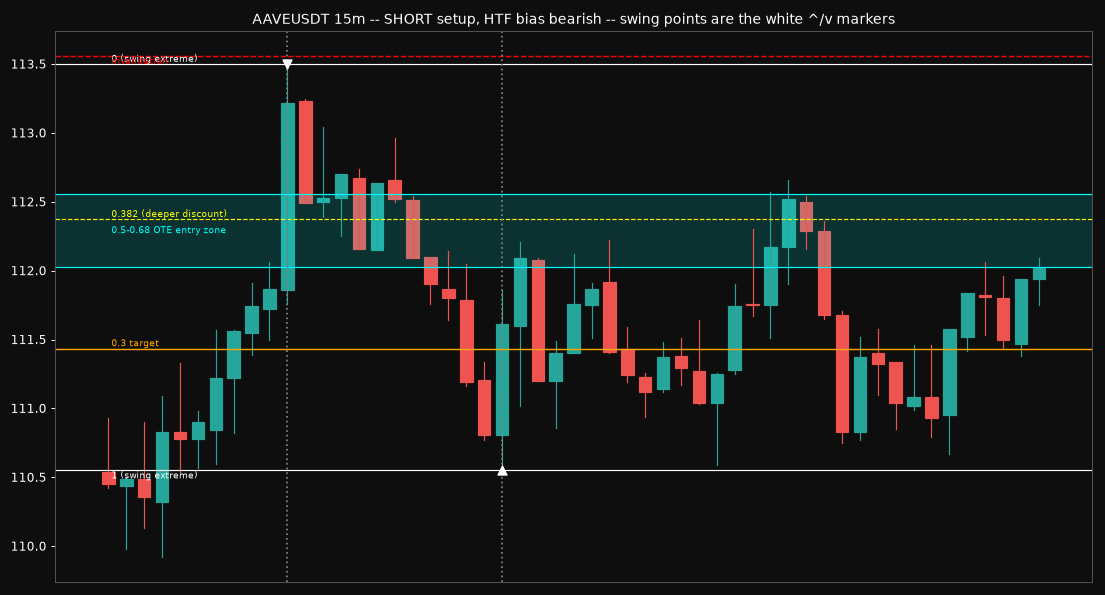 AAVEUSDT 15m -- SHORT setup, HTF bias bearish -- swing points are the white ^/v markers
0 (swing extreme)
113.5
113.0
112.5
0.382 (deeper discount)
0.5-0.68 OTE entry zone
112.0
111.5
0.3 target
111.0
110.5
1 (swing extreme)
110.0